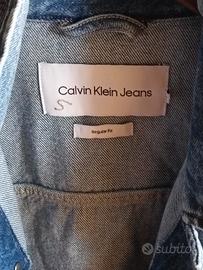 Calvin Klein Jeans
S
Regular Fit
subito